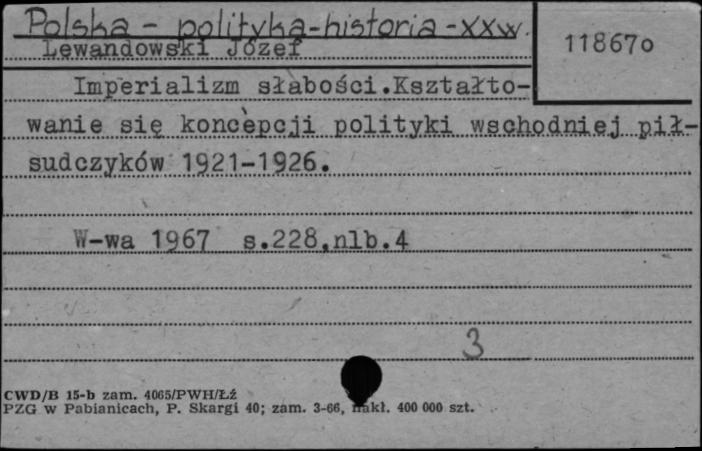 Polska - polityka-historia-XXw.
Lewandowski Józef
118670
Imperializm słabości.Kształto-
wanie się koncepcji polityki wschodniej pił-
sudczyków 1921-1926.
W-wa 1967 s.228,nlb.4
3
CWD/B 15-b zam. 4065/PWH/Łź
PZG w Pabianicach, P. Skargi 40; zam. 3-66, nakł. 400 000 szt.